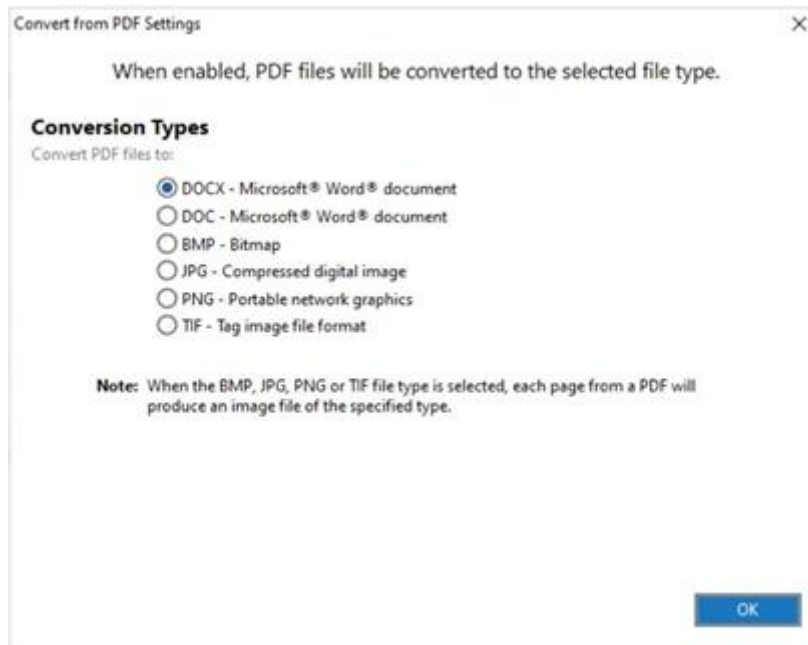 Convert from PDF Settings
When enabled, PDF files will be converted to the selected file type.
Conversion Types
Convert PDF files to:
DOCX - Microsoft® Word® document
DOC - Microsoft® Word® document
BMP - Bitmap
JPG - Compressed digital image
PNG - Portable network graphics
TIF - Tag image file format
Note: When the BMP, JPG, PNG or TIF file type is selected, each page from a PDF will
produce an image file of the specified type.
OK